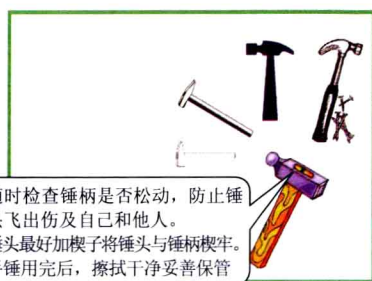 时检查锤柄是否松动，防止锤
飞出伤及自己和他人。
头最好加楔子将锤头与锤柄楔牢。
锤用完后，擦拭干净妥善保管